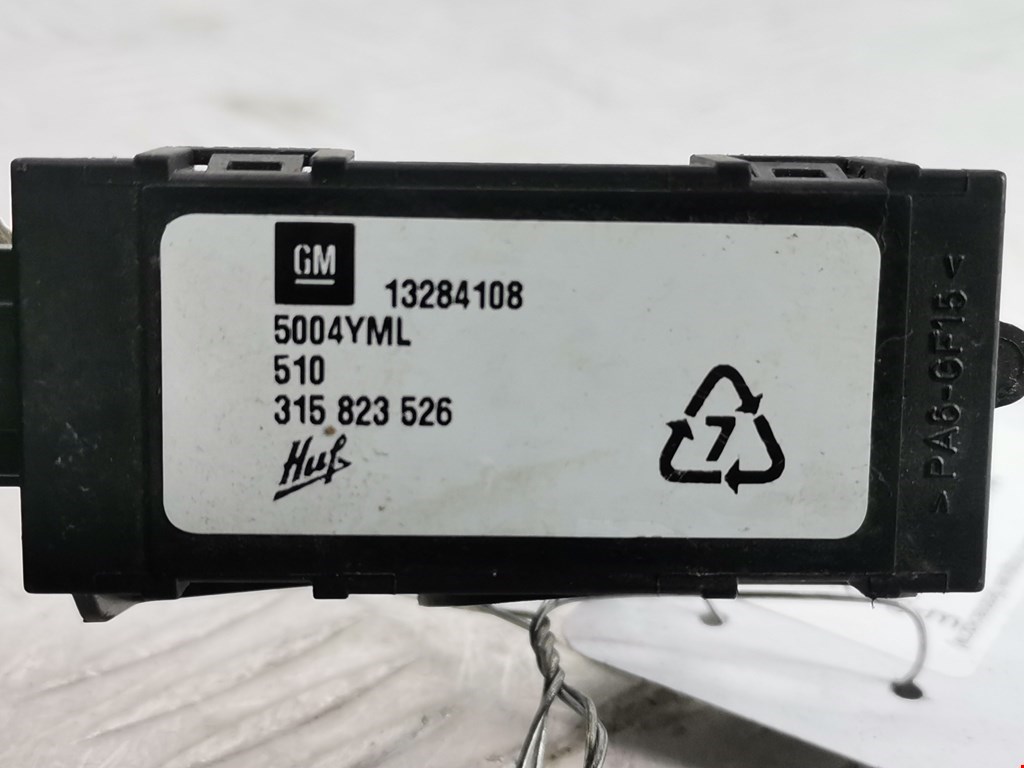 GM
13284108
5004YML
510
315 823 526
Huf
7
>PA6-GF15<